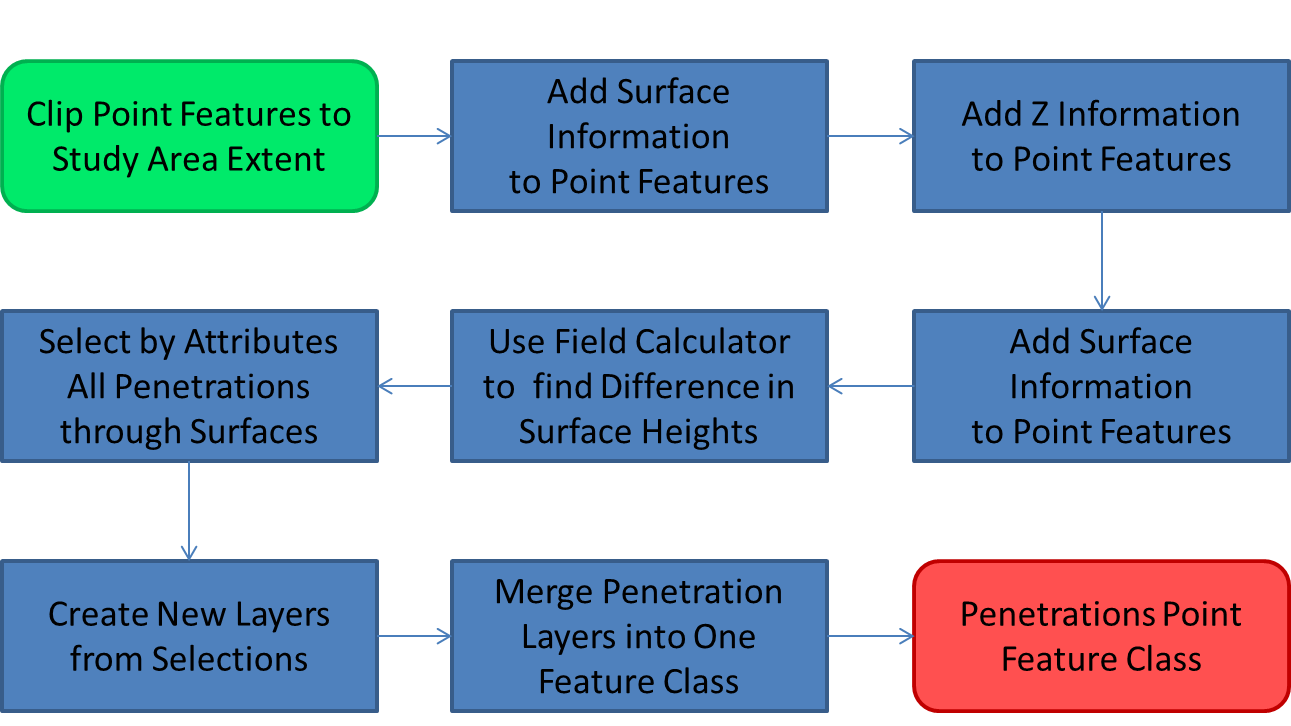 Clip Point Features to
Study Area Extent
Add Surface
Information
to Point Features
Add Z Information
to Point Features
Add Surface
Information
to Point Features
Use Field Calculator
to  find Difference in
Surface Heights
Select by Attributes
All Penetrations
through Surfaces
Create New Layers
from Selections
Merge Penetration
Layers into One
Feature Class
Penetrations Point
Feature Class